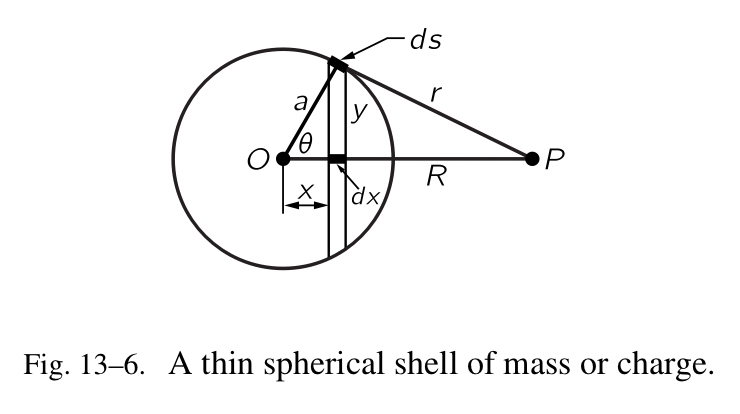 ds
a
r
y
θ
O
P
R
x
dx
Fig. 13–6. A thin spherical shell of mass or charge.